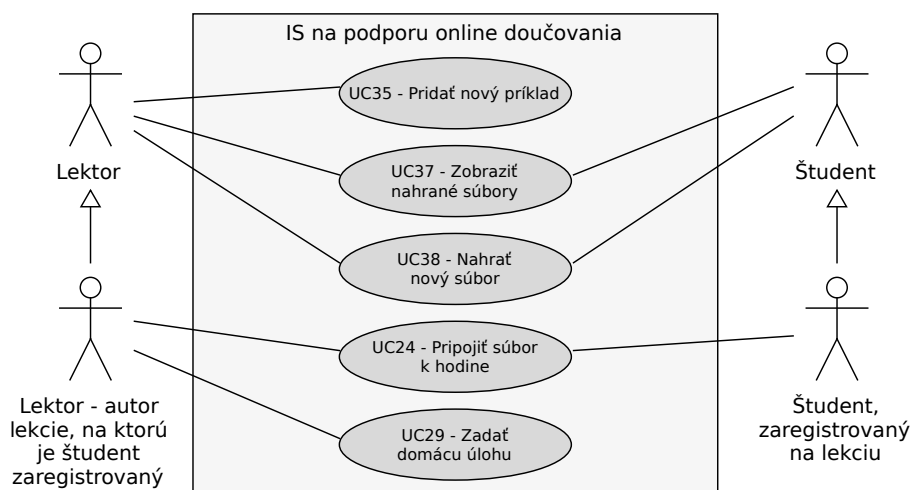 IS na podporu online doučovania
UC35 - Pridať nový príklad
UC37 - Zobraziť
nahrané súbory
Lektor
Študent
UC38 - Nahrať
nový súbor
UC24 - Pripojiť súbor
k hodine
Lektor - autor
lekcie, na ktorú
je študent
zaregistrovaný
Študent,
zaregistrovaný
na lekciu
UC29 - Zadať
domácu úlohu